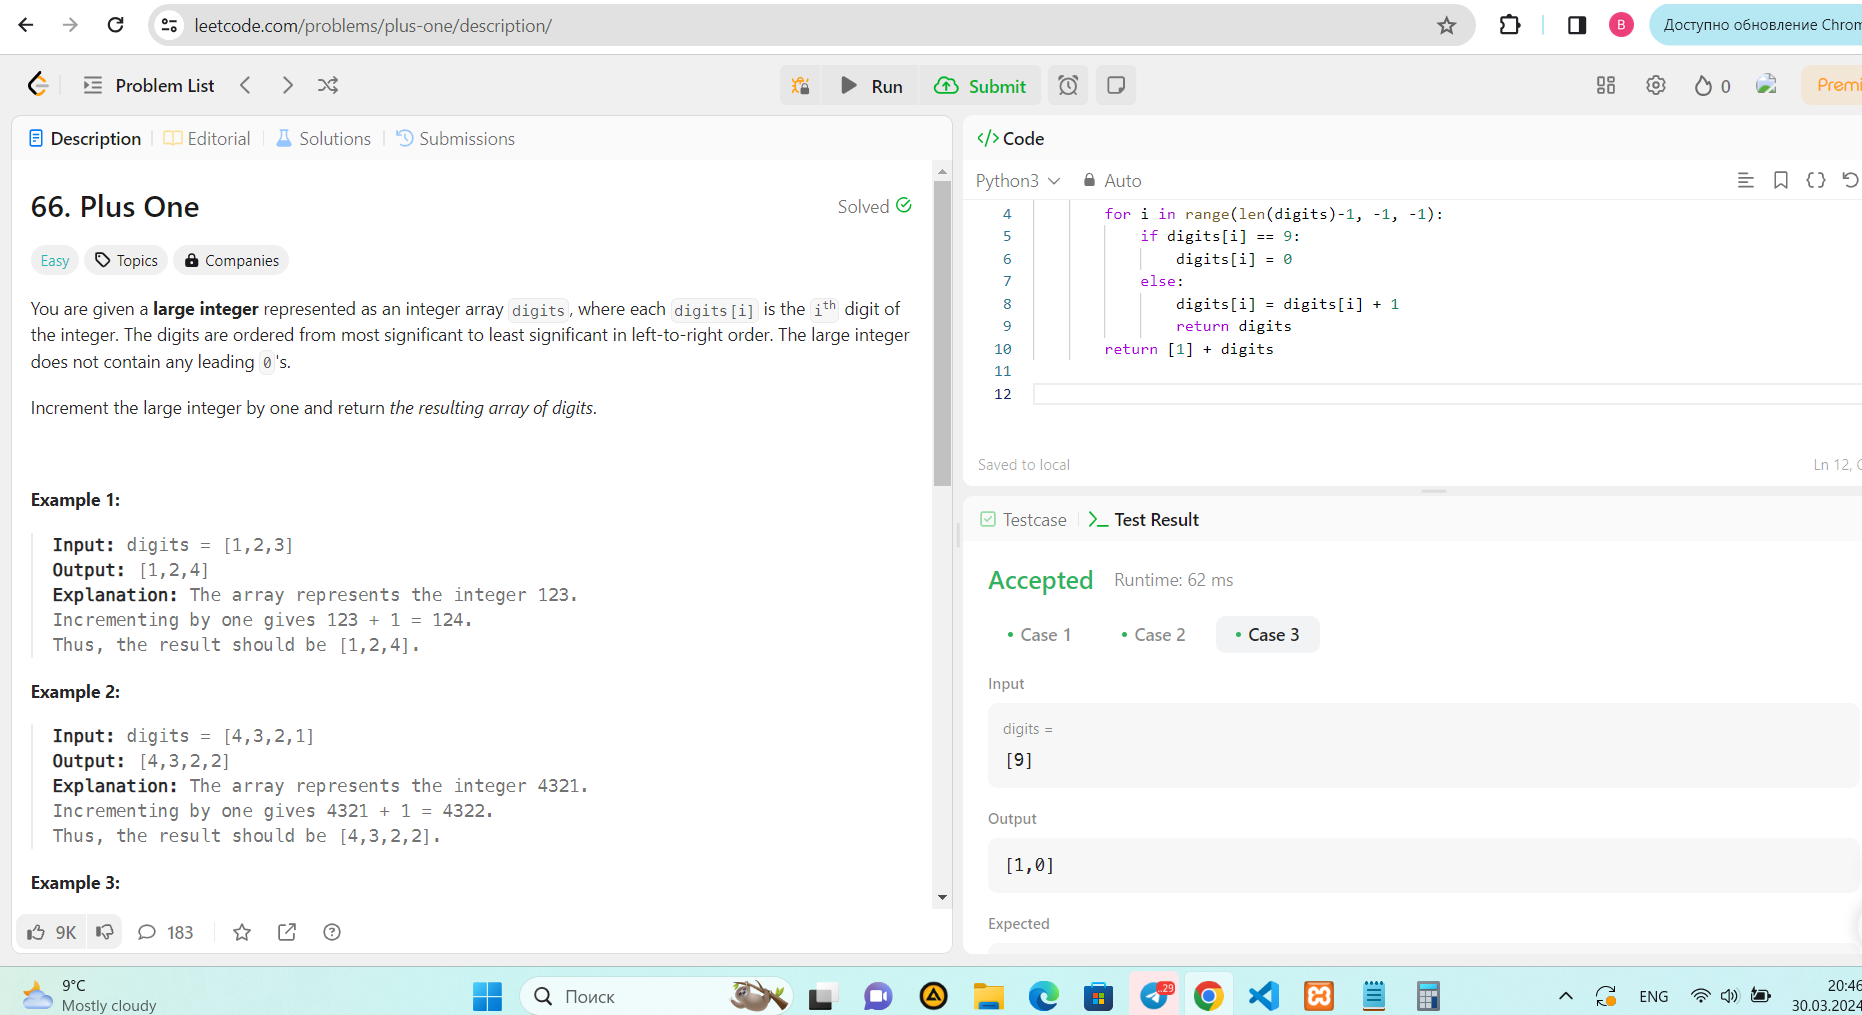 leetcode.com/problems/plus-one/description/
B
Доступно обновление Chrom
Problem List
Run
Submit
0
Premi
Description
Editorial
Solutions
Submissions
66. Plus One
Solved
Easy
Topics
Companies
You are given a large integer represented as an integer array digits, where each digits[i] is the ith digit of
the integer. The digits are ordered from most significant to least significant in left-to-right order. The large integer
does not contain any leading 0's.
Increment the large integer by one and return the resulting array of digits.
Example 1:
Input: digits = [1,2,3]
Output: [1,2,4]
Explanation: The array represents the integer 123.
Incrementing by one gives 123 + 1 = 124.
Thus, the result should be [1,2,4].
Example 2:
Input: digits = [4,3,2,1]
Output: [4,3,2,2]
Explanation: The array represents the integer 4321.
Incrementing by one gives 4321 + 1 = 4322.
Thus, the result should be [4,3,2,2].
Example 3:
9K
183
</> Code
Python3
Auto
4 for i in range(len(digits)-1, -1, -1):
5 if digits[i] == 9:
6 digits[i] = 0
7 else:
8 digits[i] = digits[i] + 1
9 return digits
10 return [1] + digits
11
12
Saved to local
Ln 12, C
Testcase
Test Result
Accepted
Runtime: 62 ms
Case 1
Case 2
Case 3
Input
digits =
[9]
Output
[1,0]
Expected
9°C
Mostly cloudy
Поиск
..29
ENG
20:46
30.03.2024